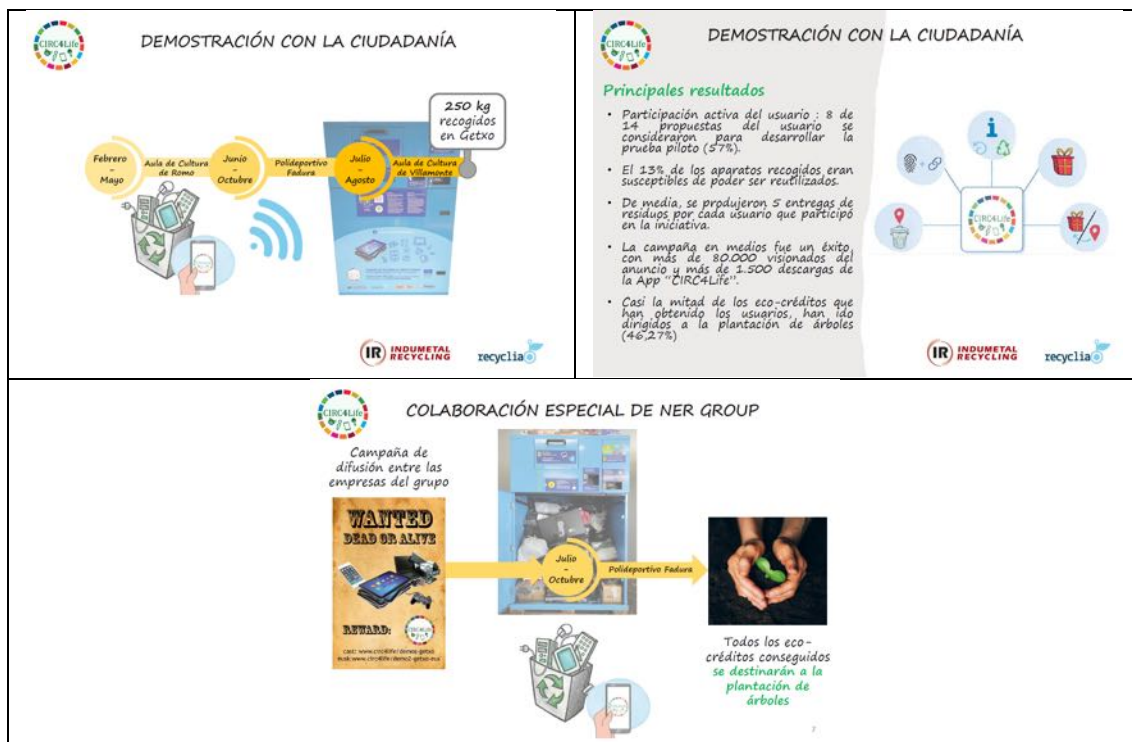 CIRC4Life
DEMOSTRACIÓN CON LA CIUDADANÍA
250 kg
recogidos
en Getxo
Febrero
-
Mayo
Aula de Cultura
de Romo
Junio
-
Octubre
Polideportivo
Fadura
Julio
-
Agosto
Aula de Cultura
de Villamonte
IR INDUMETAL
RECYCLING
recyclia
CIRC4Life
DEMOSTRACIÓN CON LA CIUDADANÍA
Principales resultados
• Participación activa del usuario : 8 de
14 propuestas del usuario se
consideraron para desarrollar la
prueba piloto (57%).
• El 13% de los aparatos recogidos eran
susceptibles de poder ser reutilizados.
• De media, se produjeron 5 entregas de
residuos por cada usuario que participó
en la iniciativa.
• La campaña en medios fue un éxito
con más de 80.000 visionados del
anuncio y más de 1.500 descargas de
la App "CIRC4Life".
• Casi la mitad de los eco-créditos que
han obtenido los usuarios, han ido
dirigidos a la plantación de árboles
(46,27%)
CIRC4Life
IR INDUMETAL
RECYCLING
recyclia
CIRC4Life
COLABORACIÓN ESPECIAL DE NER GROUP
Campaña de
difusión entre las
empresas del grupo
WANTED
DEAD OR ALIVE
REWARD:
CIRC4Life
Julio
-
Octubre
Polideportivo Fadura
Todos los eco-
créditos conseguidos
se destinarán a la
plantación de
árboles
7